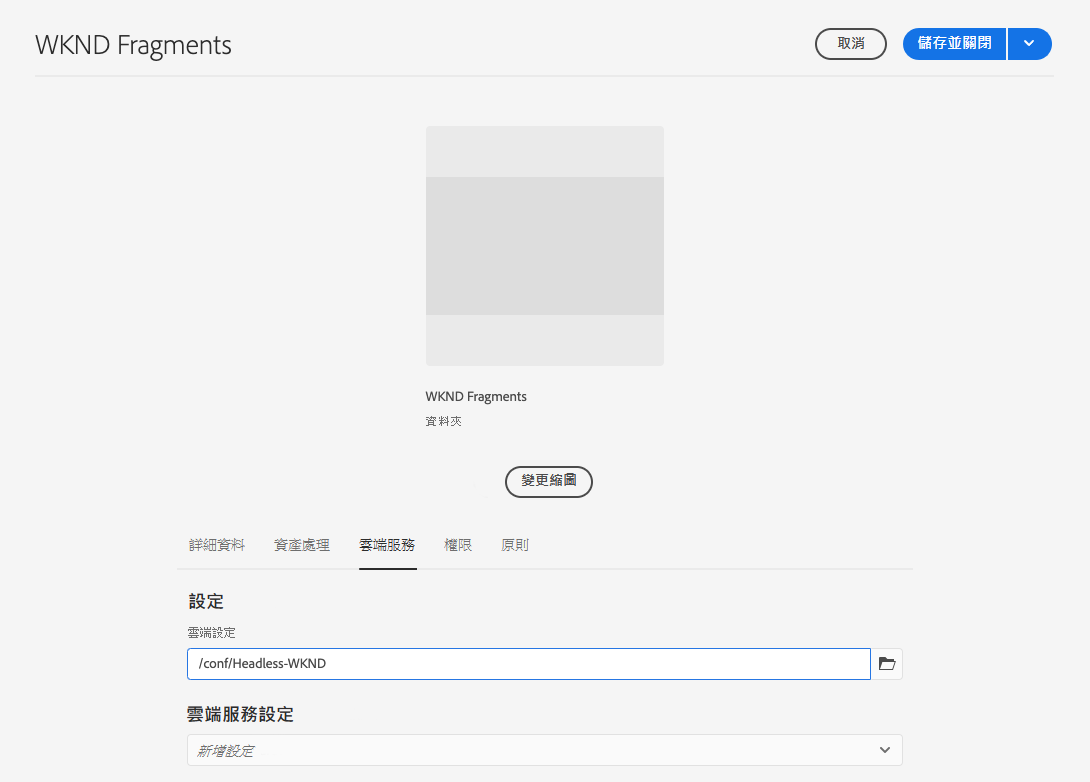 WKND Fragments
取消
儲存並關閉
WKND Fragments
資料夾
變更縮圖
詳細資料 資產處理 雲端服務 權限 原則
設定
雲端設定
/conf/Headless-WKND
雲端服務設定
新增設定